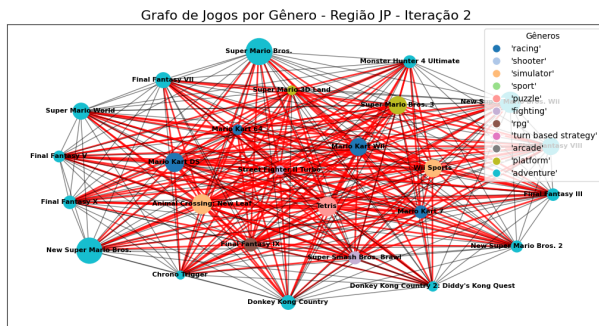 Grafo de Jogos por Gênero - Região JP - Iteração 2
Super Mario Bros.
Monster Hunter 4 Ultimate
Final Fantasy VII
Super Mario 3D Land
Super Mario World
Super Mario Bros. 3
Mario Kart 64
Mario Kart Wii
Final Fantasy V
Mario Kart DS
Street Fighter II Turbo
Wii Sports
Final Fantasy III
Final Fantasy X
Animal Crossing: New Leaf
Tetris
Mario Kart 7
New Super Mario Bros.
Final Fantasy IX
New Super Mario Bros. 2
Super Smash Bros. Brawl
Chrono Trigger
Donkey Kong Country 2: Diddy's Kong Quest
Donkey Kong Country
Gêneros
'racing'
'shooter'
'simulator'
'sport'
'puzzle'
'fighting'
'rpg'
'turn based strategy'
'arcade'
'platform'
'adventure'